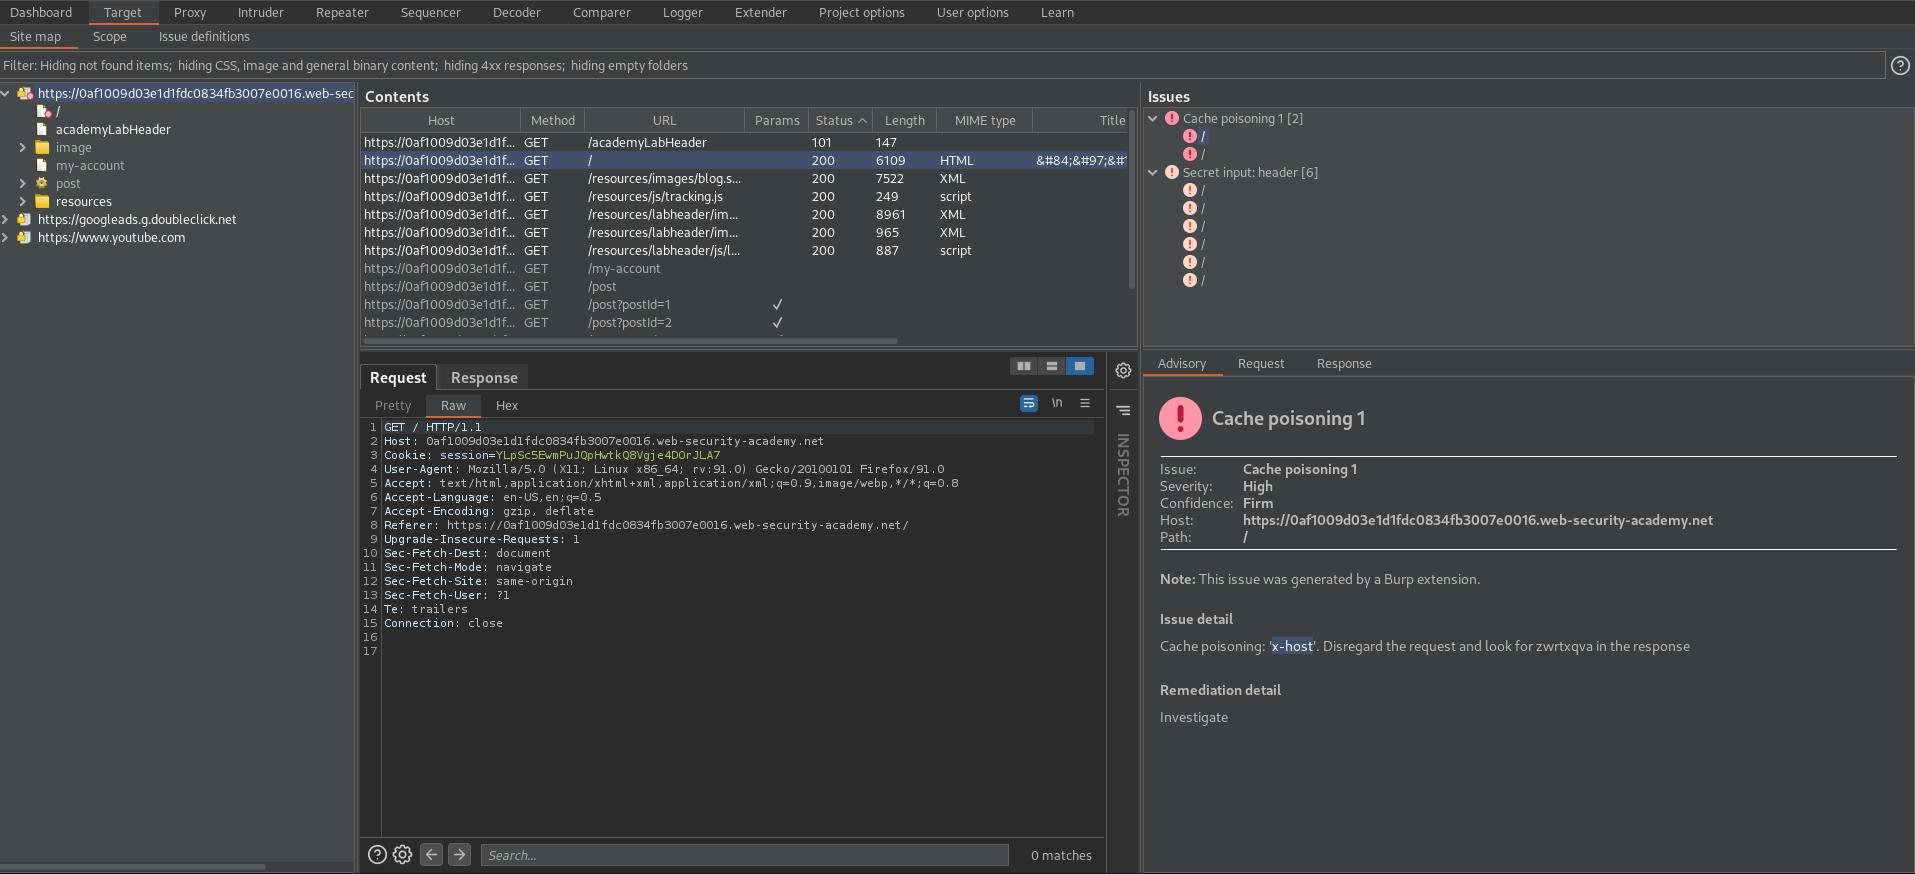 Dashboard Target Proxy Intruder Repeater Sequencer Decoder Comparer Logger Extender Project options User options Learn
Site map Scope Issue definitions
Filter: Hiding not found items; hiding CSS, image and general binary content; hiding 4xx responses; hiding empty folders
https://0af1009d03e1d1fdc0834fb3007e0016.web-sec
/
academyLabHeader
image
my-account
post
resources
https://googleads.g.doubleclick.net
https://www.youtube.com
Contents
Host Method URL Params Status Length MIME type Title
https://0af1009d03e1d1f... GET /academyLabHeader 101 147
https://0af1009d03e1d1f... GET / 200 6109 HTML &#84;&#97;&#1
https://0af1009d03e1d1f... GET /resources/images/blog.s... 200 7522 XML
https://0af1009d03e1d1f... GET /resources/js/tracking.js 200 249 script
https://0af1009d03e1d1f... GET /resources/labheader/im... 200 8961 XML
https://0af1009d03e1d1f... GET /resources/labheader/im... 200 965 XML
https://0af1009d03e1d1f... GET /resources/labheader/js/l... 200 887 script
https://0af1009d03e1d1f... GET /my-account
https://0af1009d03e1d1f... GET /post
https://0af1009d03e1d1f... GET /post?postId=1 ✓
https://0af1009d03e1d1f... GET /post?postId=2 ✓
Request Response
Pretty Raw Hex
\n
1 GET / HTTP/1.1
2 Host: 0af1009d03e1d1fdc0834fb3007e0016.web-security-academy.net
3 Cookie: session=YLpSc5EwmPuJQpHwtkQ8Vgje4DOrJLA7
4 User-Agent: Mozilla/5.0 (X11; Linux x86_64; rv:91.0) Gecko/20100101 Firefox/91.0
5 Accept: text/html,application/xhtml+xml,application/xml;q=0.9,image/webp,*/*;q=0.8
6 Accept-Language: en-US,en;q=0.5
7 Accept-Encoding: gzip, deflate
8 Referer: https://0af1009d03e1d1fdc0834fb3007e0016.web-security-academy.net/
9 Upgrade-Insecure-Requests: 1
10 Sec-Fetch-Dest: document
11 Sec-Fetch-Mode: navigate
12 Sec-Fetch-Site: same-origin
13 Sec-Fetch-User: ?1
14 Te: trailers
15 Connection: close
16
17
Search...
0 matches
INSPECTOR
Issues
Cache poisoning 1 [2]
/
/
Secret input: header [6]
/
/
/
/
/
/
Advisory Request Response
Cache poisoning 1
Issue: Cache poisoning 1
Severity: High
Confidence: Firm
Host: https://0af1009d03e1d1fdc0834fb3007e0016.web-security-academy.net
Path: /
Note: This issue was generated by a Burp extension.
Issue detail
Cache poisoning: 'x-host'. Disregard the request and look for zwrtxqva in the response
Remediation detail
Investigate